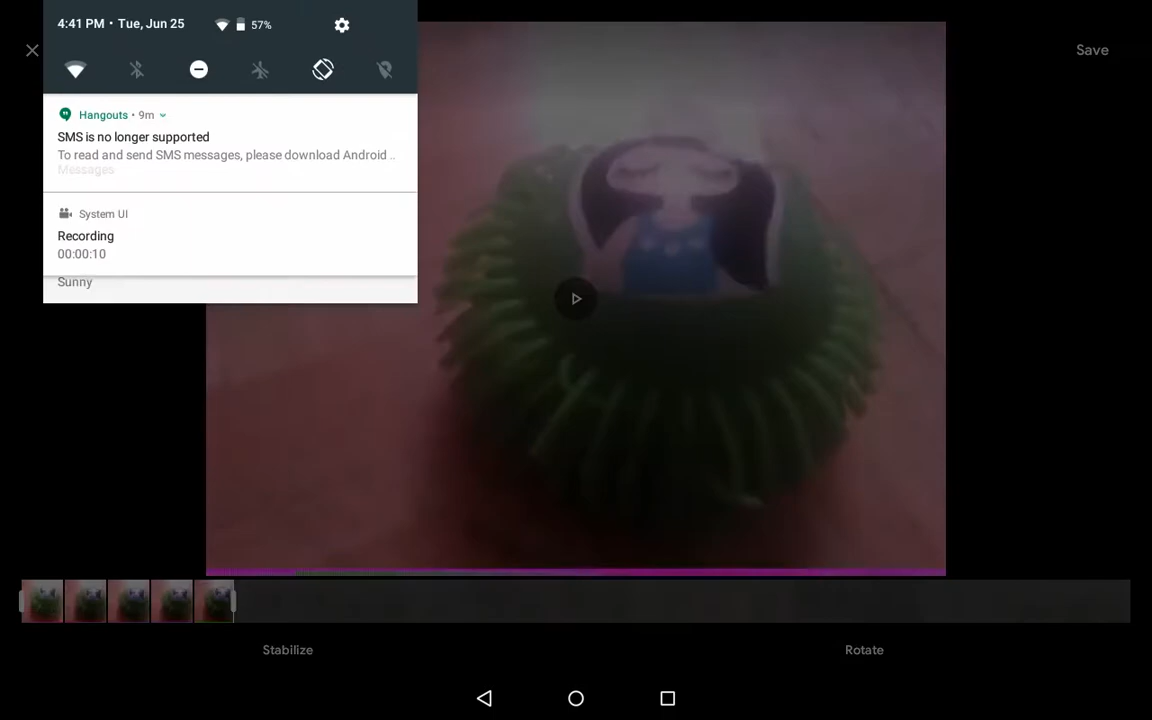 4:41 PM • Tue, Jun 25
57%
Save
Hangouts • 9m
SMS is no longer supported
To read and send SMS messages, please download Android ..
Messages
System UI
Recording
00:00:10
Sunny
Stabilize
Rotate